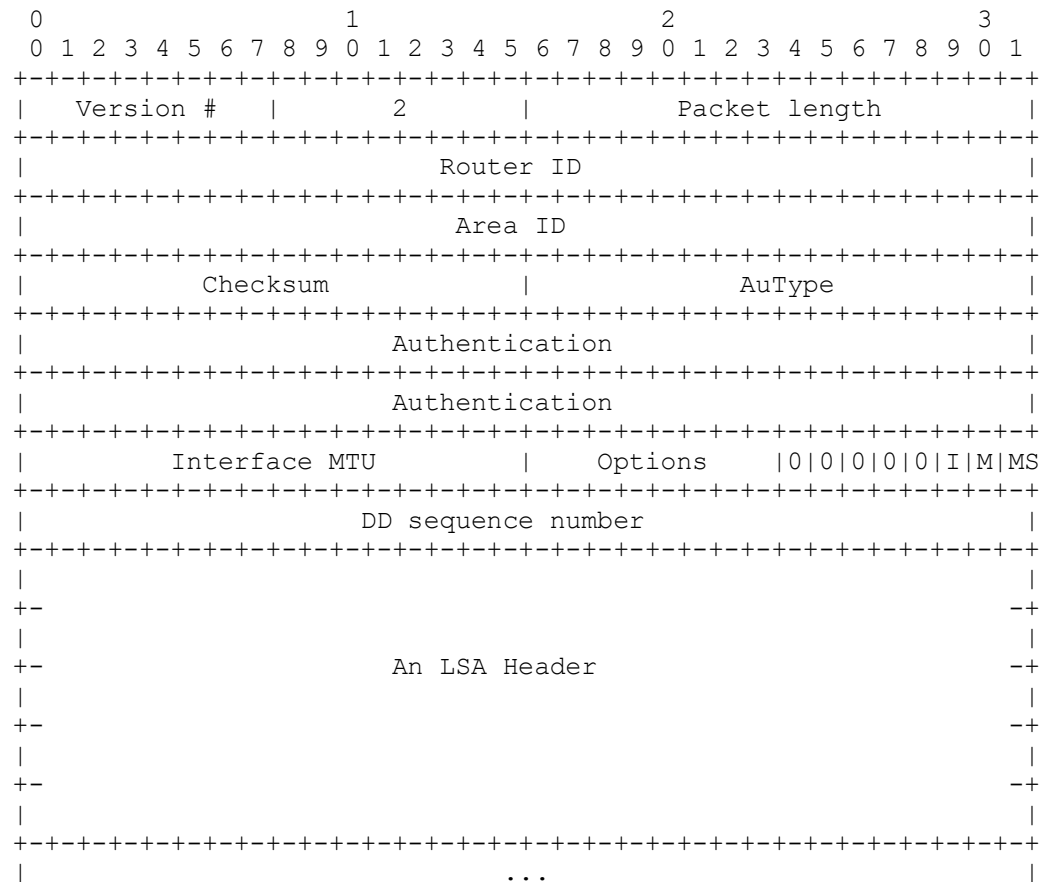 0                   1                   2                   3
 0 1 2 3 4 5 6 7 8 9 0 1 2 3 4 5 6 7 8 9 0 1 2 3 4 5 6 7 8 9 0 1
+-+-+-+-+-+-+-+-+-+-+-+-+-+-+-+-+-+-+-+-+-+-+-+-+-+-+-+-+-+-+-+-+
|   Version #   |       2       |         Packet length         |
+-+-+-+-+-+-+-+-+-+-+-+-+-+-+-+-+-+-+-+-+-+-+-+-+-+-+-+-+-+-+-+-+
|                          Router ID                            |
+-+-+-+-+-+-+-+-+-+-+-+-+-+-+-+-+-+-+-+-+-+-+-+-+-+-+-+-+-+-+-+-+
|                           Area ID                             |
+-+-+-+-+-+-+-+-+-+-+-+-+-+-+-+-+-+-+-+-+-+-+-+-+-+-+-+-+-+-+-+-+
|           Checksum            |             AuType            |
+-+-+-+-+-+-+-+-+-+-+-+-+-+-+-+-+-+-+-+-+-+-+-+-+-+-+-+-+-+-+-+-+
|                       Authentication                          |
+-+-+-+-+-+-+-+-+-+-+-+-+-+-+-+-+-+-+-+-+-+-+-+-+-+-+-+-+-+-+-+-+
|                       Authentication                          |
+-+-+-+-+-+-+-+-+-+-+-+-+-+-+-+-+-+-+-+-+-+-+-+-+-+-+-+-+-+-+-+-+
|         Interface MTU         |    Options    |0|0|0|0|0|I|M|MS
+-+-+-+-+-+-+-+-+-+-+-+-+-+-+-+-+-+-+-+-+-+-+-+-+-+-+-+-+-+-+-+-+
|                     DD sequence number                        |
+-+-+-+-+-+-+-+-+-+-+-+-+-+-+-+-+-+-+-+-+-+-+-+-+-+-+-+-+-+-+-+-+
|                                                               |
+-                                                             -+
|                                                               |
+-                      An LSA Header                          -+
|                                                               |
+-                                                             -+
|                                                               |
+-                                                             -+
|                                                               |
+-+-+-+-+-+-+-+-+-+-+-+-+-+-+-+-+-+-+-+-+-+-+-+-+-+-+-+-+-+-+-+-+
|                              ...                              |